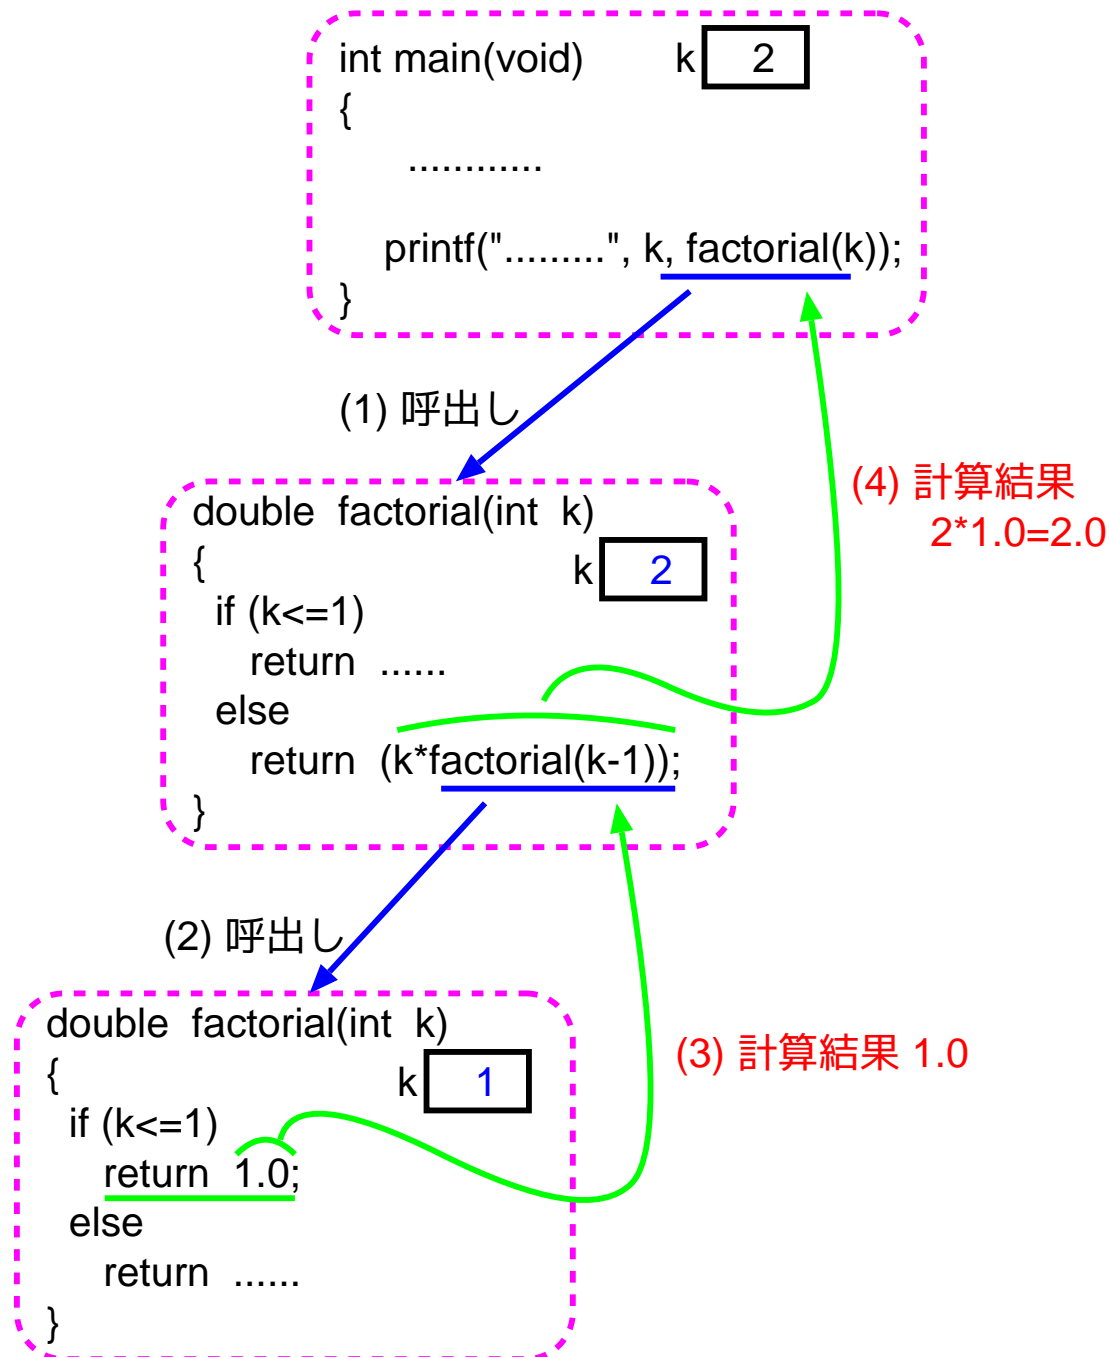 int main(void) k 2
{
............
printf(".........", k, factorial(k));
}
(1) 呼出し
(4) 計算結果
2*1.0=2.0
double factorial(int k)
{ k 2
if (k<=1)
return ......
else
return (k*factorial(k-1));
}
(2) 呼出し
(3) 計算結果 1.0
double factorial(int k)
{ k 1
if (k<=1)
return 1.0;
else
return ......
}